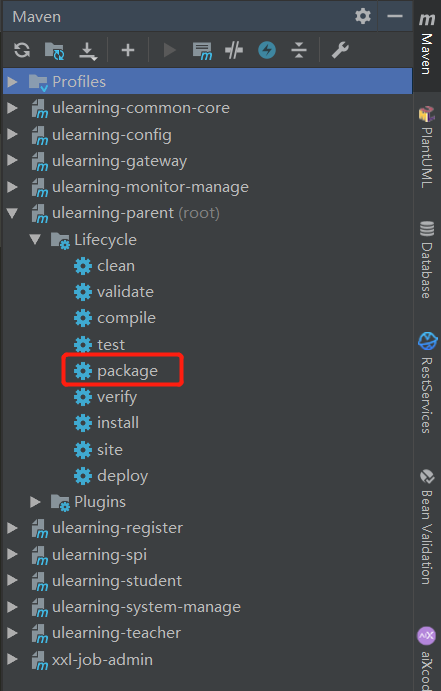 Maven
Profiles
ulearning-common-core
ulearning-config
ulearning-gateway
ulearning-monitor-manage
ulearning-parent (root)
Lifecycle
clean
validate
compile
test
package
verify
install
site
deploy
Plugins
ulearning-register
ulearning-spi
ulearning-student
ulearning-system-manage
ulearning-teacher
xxl-job-admin
m
Maven
PlantUML
Database
RestServices
Bean Validation
aiXcod